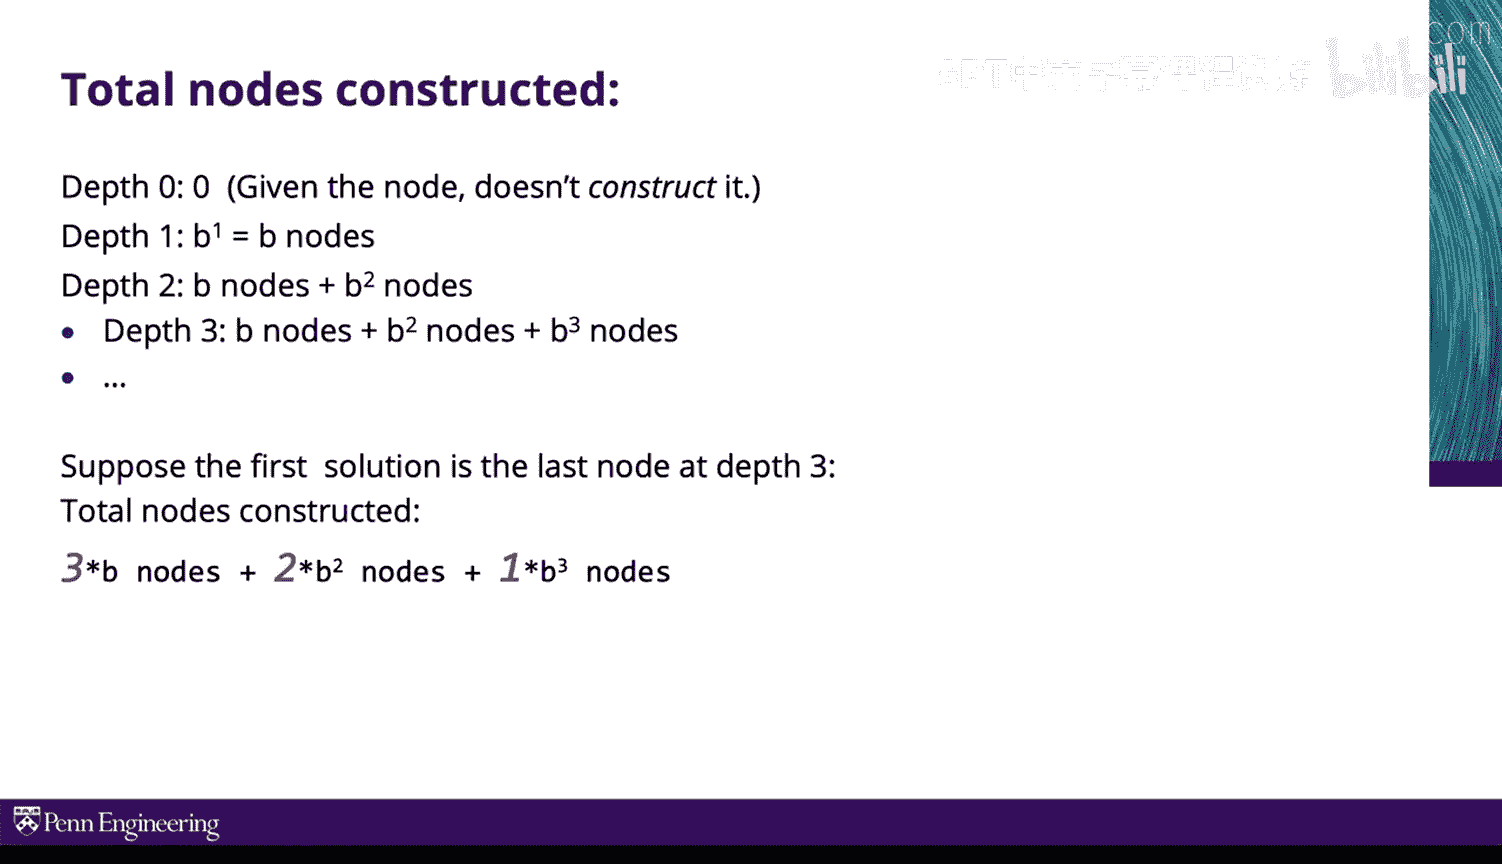 com
bilibili
Total nodes constructed:
Depth 0: 0 (Given the node, doesn’t construct it.)
Depth 1: b¹ = b nodes
Depth 2: b nodes + b² nodes
• Depth 3: b nodes + b² nodes + b³ nodes
• ...
Suppose the first solution is the last node at depth 3:
Total nodes constructed:
3*b nodes + 2*b² nodes + 1*b³ nodes
Penn Engineering